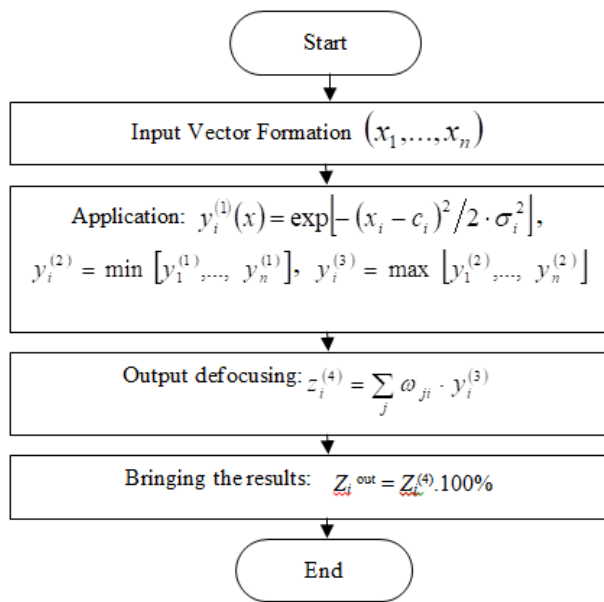 Start
Input Vector Formation (x₁,...,xₙ)
Application: yᵢ⁽¹⁾(x) = exp⌊−(xᵢ − cᵢ)²/2·σᵢ²⌋,
yᵢ⁽²⁾ = min [y₁⁽¹⁾,..., yₙ⁽¹⁾], yᵢ⁽³⁾ = max ⌊y₁⁽²⁾,..., yₙ⁽²⁾⌋
Output defocusing: zᵢ⁽⁴⁾ = ∑ⱼ ωⱼᵢ · yᵢ⁽³⁾
Bringing the results: Zᵢ ᵒᵘᵗ = Zᵢ⁽⁴⁾.100%
End